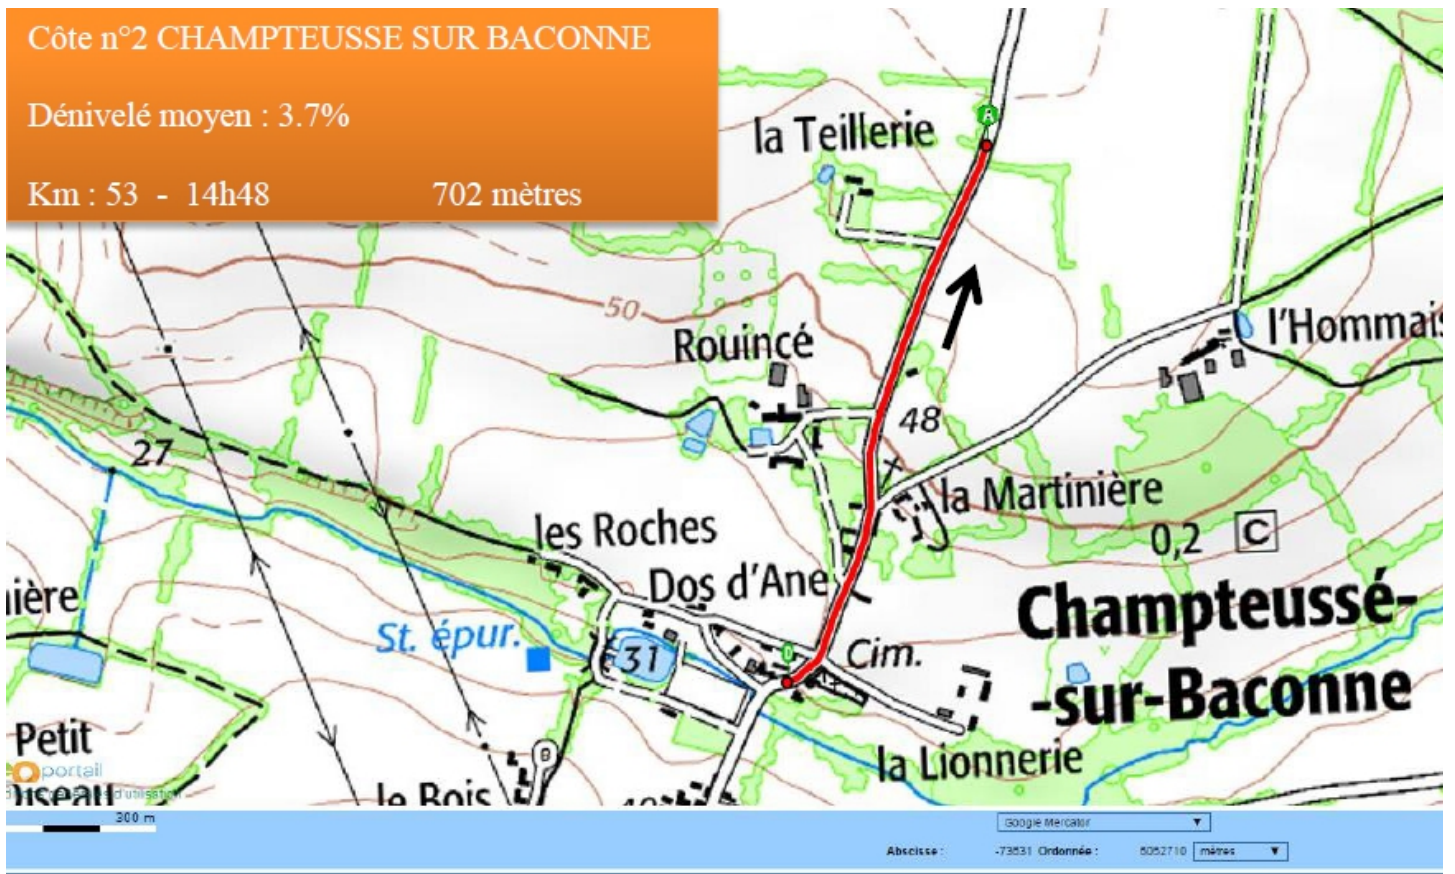 Côte n°2 CHAMPTEUSSE SUR BACONNE
Dénivelé moyen : 3.7%
Km : 53 - 14h48 702 mètres
la Teillerie
A
50
Rouincé
l'Hommais
48
27
la Martinière
les Roches
0,2 C
Dos d'Ane
ière
Champteussé-
-sur-Baconne
St. épur.
31
Cim.
Petit
la Lionnerie
portail
le Bois
300 m
Google Mercator
Abscisse : -73531 Ordonnée : 6052710 mètres